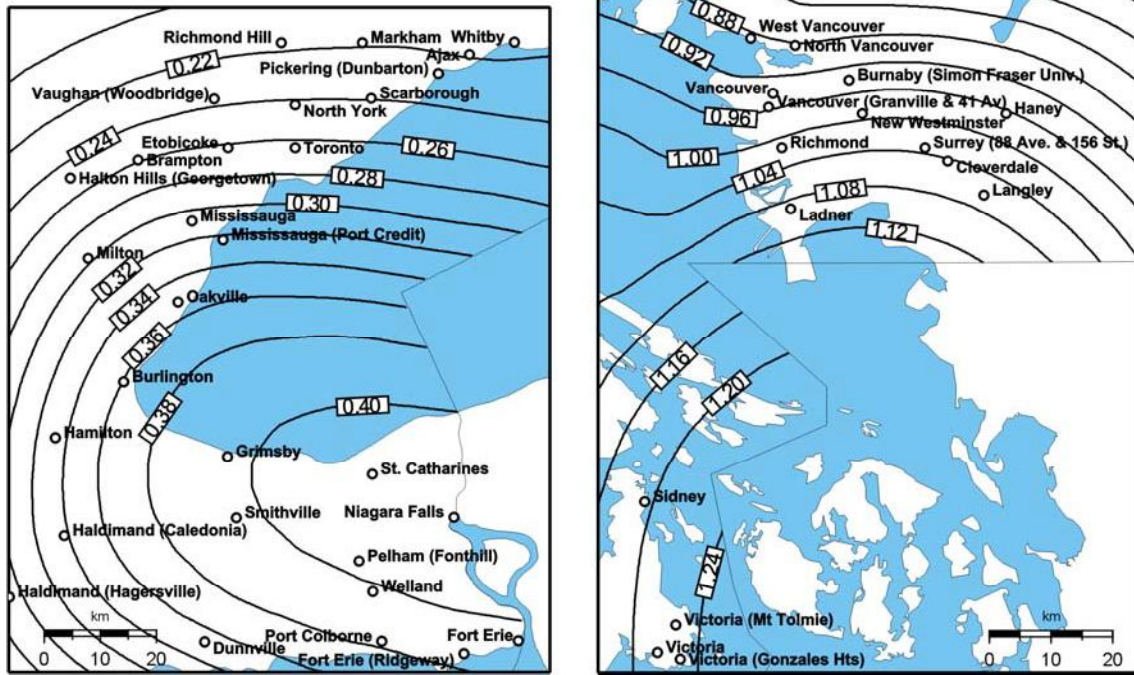 Richmond Hill
Markham
Whitby
Ajax
0.22
Pickering (Dunbarton)
Vaughan (Woodbridge)
Scarborough
North York
0.24
Etobicoke
Toronto
0.26
Brampton
Halton Hills (Georgetown)
0.28
0.30
Mississauga
Mississauga (Port Credit)
Milton
0.32
0.34
Oakville
0.36
Burlington
0.38
0.40
Hamilton
Grimsby
St. Catharines
Smithville
Niagara Falls
Haldimand (Caledonia)
Pelham (Fonthill)
Welland
Haldimand (Hagersville)
km
0 10 20
Dunnville
Port Colborne
Fort Erie
Fort Erie (Ridgeway)
0.88
West Vancouver
North Vancouver
0.92
Burnaby (Simon Fraser Univ.)
Vancouver
Vancouver (Granville & 41 Av)
Haney
0.96
New Westminster
1.00
Richmond
Surrey (88 Ave. & 156 St.)
Cloverdale
1.04
1.08
Langley
Ladner
1.12
1.16
1.20
Sidney
1.24
Victoria (Mt Tolmie)
Victoria
Victoria (Gonzales Hts)
km
0 10 20